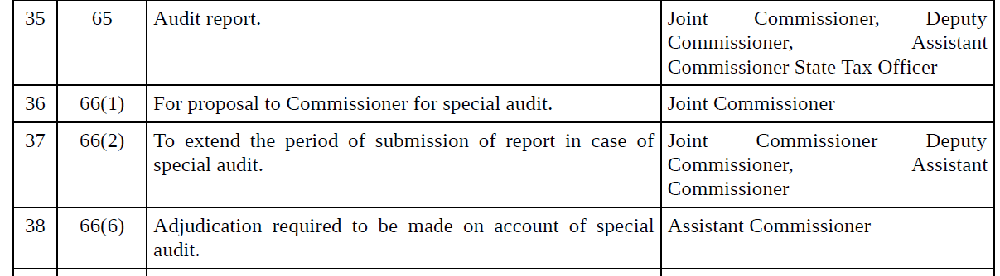 35 65 Audit report. Joint Commissioner, Deputy
Commissioner, Assistant
Commissioner State Tax Officer
36 66(1) For proposal to Commissioner for special audit. Joint Commissioner
37 66(2) To extend the period of submission of report in case of Joint Commissioner Deputy
special audit. Commissioner, Assistant
Commissioner
38 66(6) Adjudication required to be made on account of special Assistant Commissioner
audit.